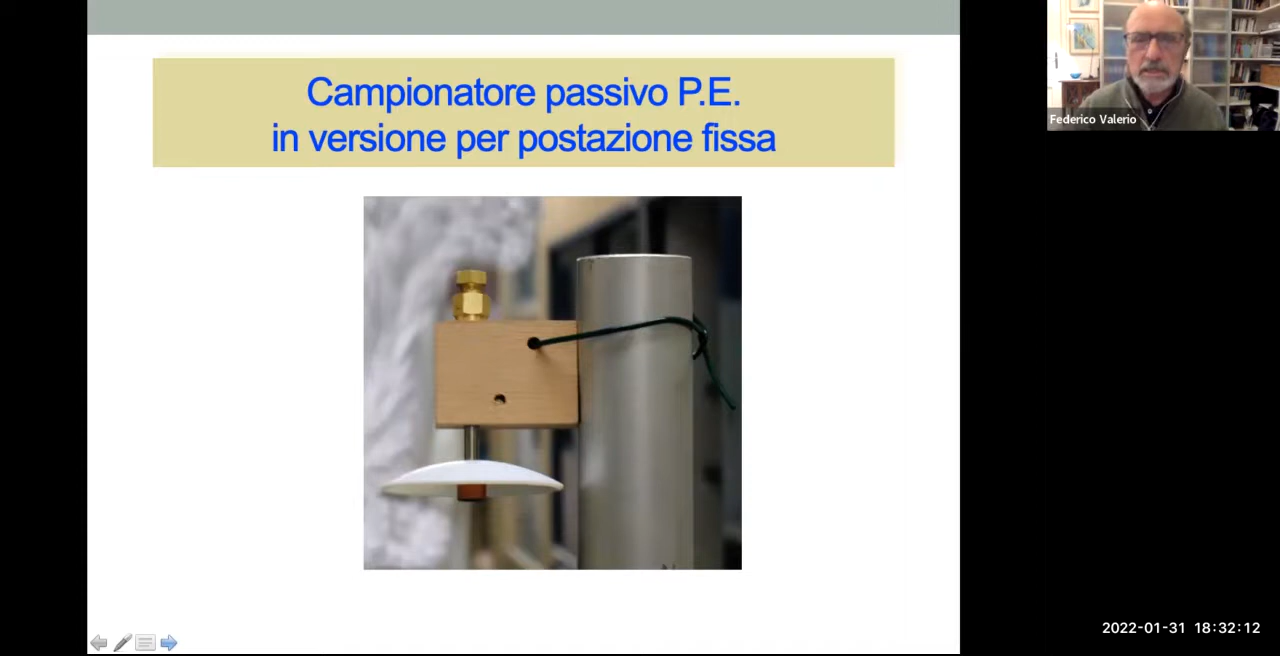 Campionatore passivo P.E.
in versione per postazione fissa
Federico Valerio
2022-01-31 18:32:12